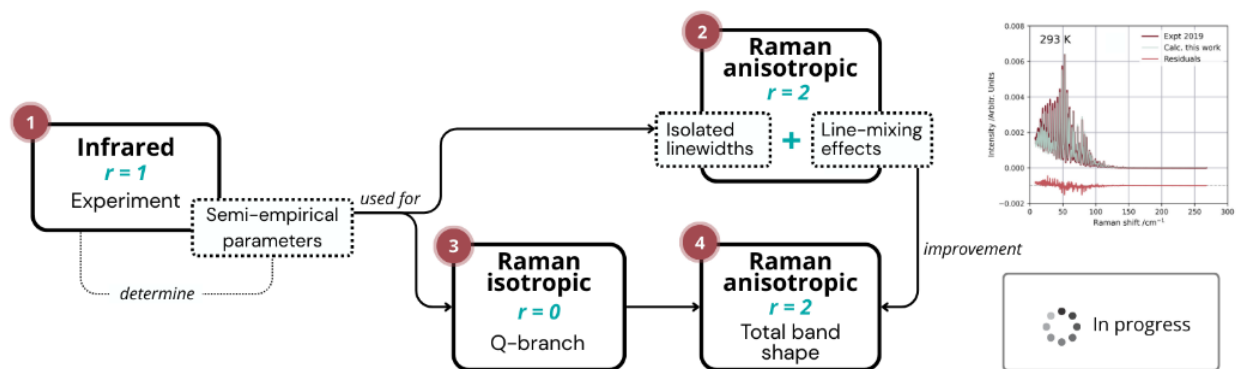 1
Infrared
r = 1
Experiment
Semi-empirical
parameters
determine
used for
2
Raman
anisotropic
r = 2
Isolated
linewidths
+
Line-mixing
effects
3
Raman
isotropic
r = 0
Q-branch
4
Raman
anisotropic
r = 2
Total band
shape
improvement
293 K
Expt 2019
Calc. this work
Residuals
Intensity /Arbitr. Units
0.008
0.006
0.004
0.002
0.000
−0.002
0
50
100
150
200
250
300
Raman shift /cm⁻¹
In progress